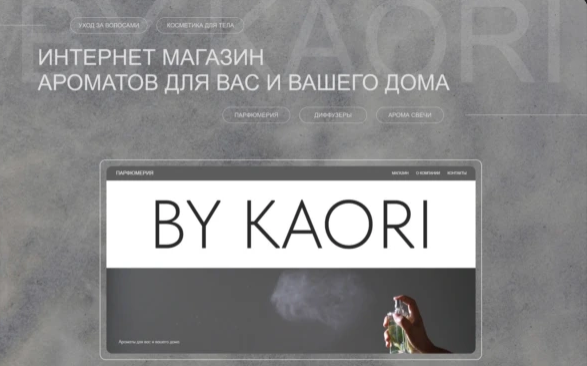 BY KAORI
УХОД ЗА ВОЛОСАМИ КОСМЕТИКА ДЛЯ ТЕЛА
ИНТЕРНЕТ МАГАЗИН
АРОМАТОВ ДЛЯ ВАС И ВАШЕГО ДОМА
ПАРФЮМЕРИЯ ДИФФУЗЕРЫ АРОМА СВЕЧИ
ПАРФЮМЕРИЯ МАГАЗИН О КОМПАНИИ КОНТАКТЫ
BY KAORI
Ароматы для вас и вашего дома